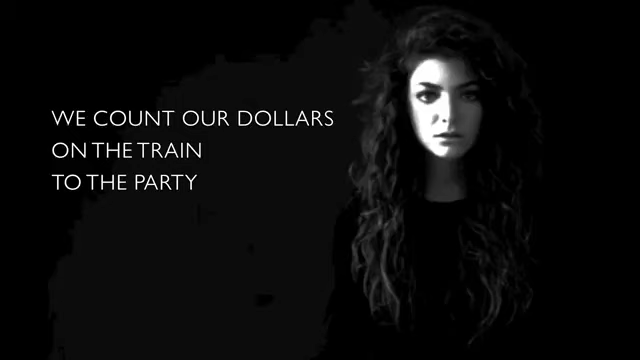 WE COUNT OUR DOLLARS
ON THE TRAIN
TO THE PARTY